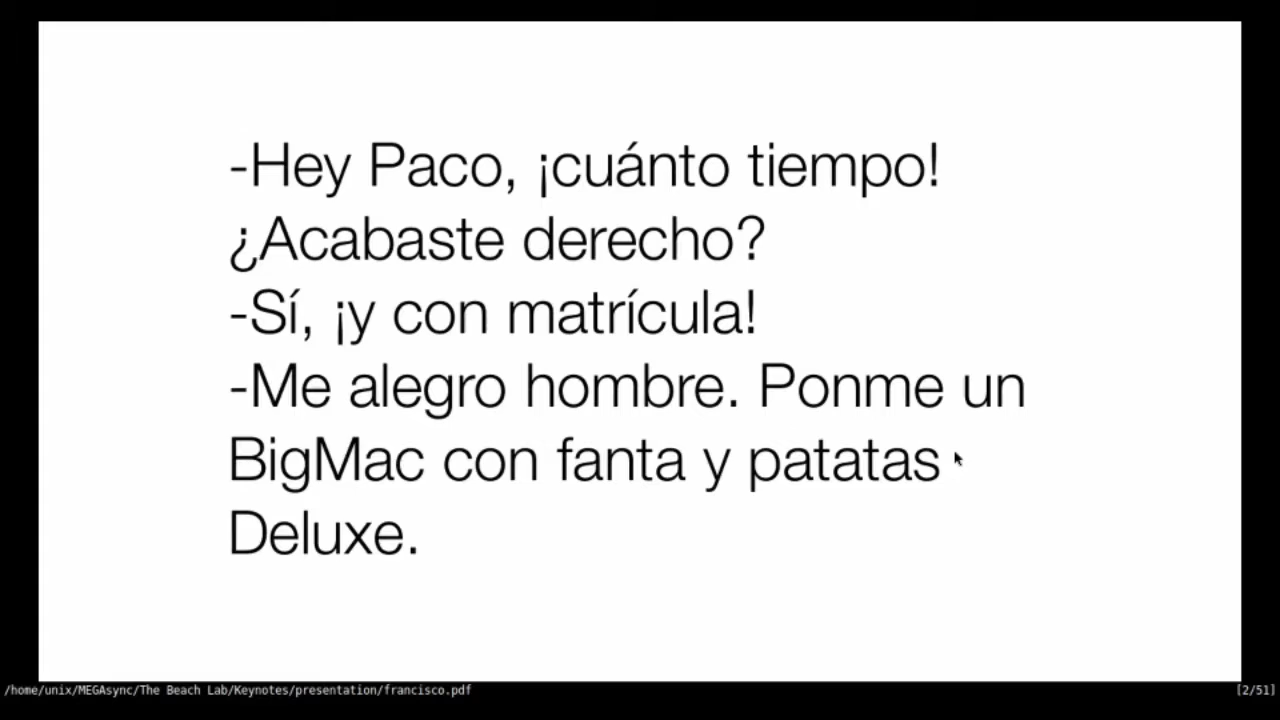 -Hey Paco, ¡cuánto tiempo!
¿Acabaste derecho?
-Sí, ¡y con matrícula!
-Me alegro hombre. Ponme un
BigMac con fanta y patatas
Deluxe.
/home/unix/MEGAsync/The Beach Lab/Keynotes/presentation/francisco.pdf [2/51]